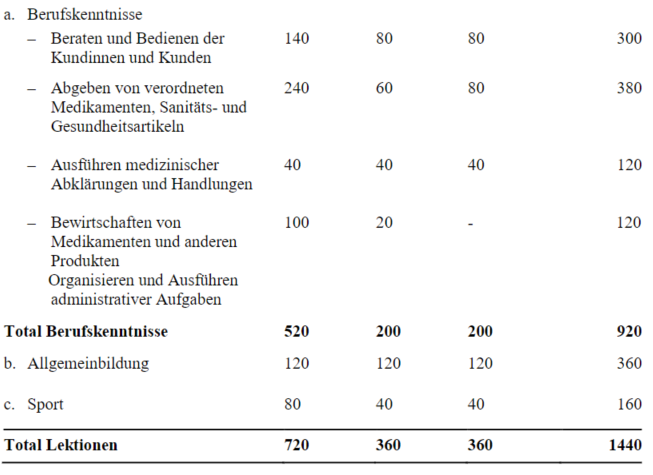 a. Berufskenntnisse
– Beraten und Bedienen der 140 80 80 300
Kundinnen und Kunden
– Abgeben von verordneten 240 60 80 380
Medikamenten, Sanitäts- und
Gesundheitsartikeln
– Ausführen medizinischer 40 40 40 120
Abklärungen und Handlungen
– Bewirtschaften von 100 20 - 120
Medikamenten und anderen
Produkten
Organisieren und Ausführen
administrativer Aufgaben
Total Berufskenntnisse 520 200 200 920
b. Allgemeinbildung 120 120 120 360
c. Sport 80 40 40 160
Total Lektionen 720 360 360 1440